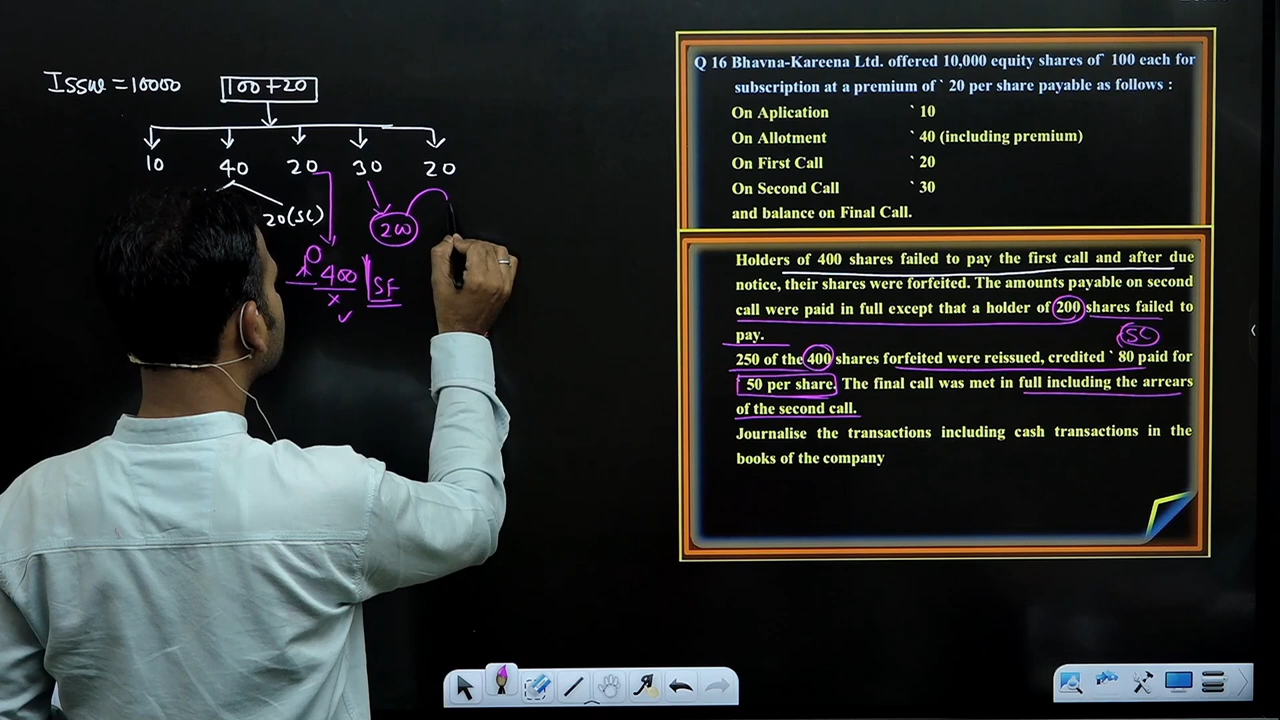 Issue = 10000
100+20
10 40 20 30 20
20(SC)
200
400 SF
Q 16 Bhavna-Kareena Ltd. offered 10,000 equity shares of ` 100 each for
subscription at a premium of ` 20 per share payable as follows :
On Aplication ` 10
On Allotment ` 40 (including premium)
On First Call ` 20
On Second Call ` 30
and balance on Final Call.
Holders of 400 shares failed to pay the first call and after due
notice, their shares were forfeited. The amounts payable on second
call were paid in full except that a holder of 200 shares failed to
pay.
SC
250 of the 400 shares forfeited were reissued, credited ` 80 paid for
` 50 per share. The final call was met in full including the arrears
of the second call.
Journalise the transactions including cash transactions in the
books of the company